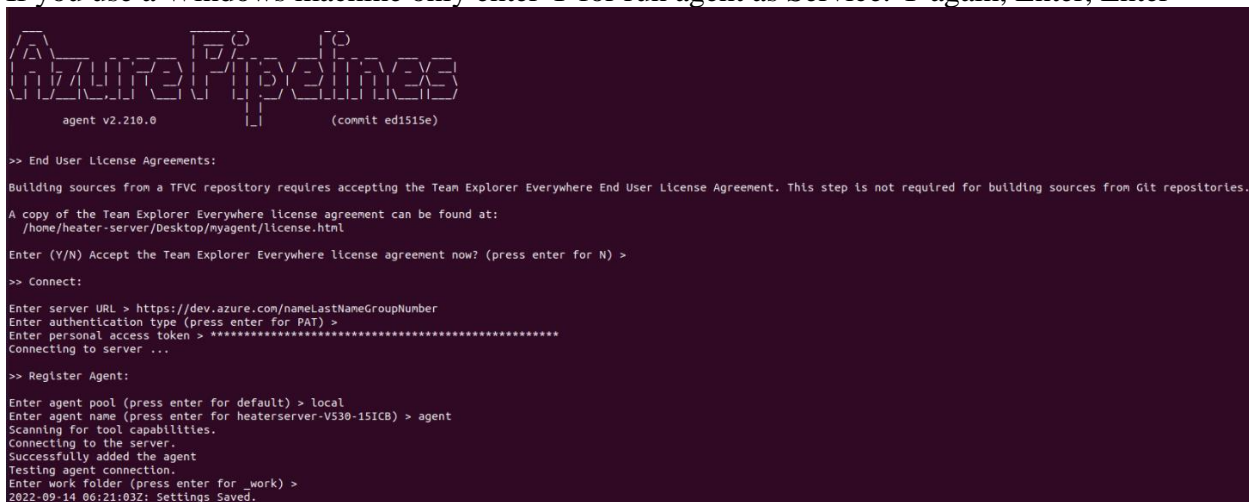 If you use a Windows machine only enter Y for run agent as Service. Y again, Enter, Enter
Azure Pipelines
agent v2.210.0 (commit ed1515e)
>> End User License Agreements:
Building sources from a TFVC repository requires accepting the Team Explorer Everywhere End User License Agreement. This step is not required for building sources from Git repositories.
A copy of the Team Explorer Everywhere license agreement can be found at:
/home/heater-server/Desktop/myagent/license.html
Enter (Y/N) Accept the Team Explorer Everywhere license agreement now? (press enter for N) >
>> Connect:
Enter server URL > https://dev.azure.com/nameLastNameGroupNumber
Enter authentication type (press enter for PAT) >
Enter personal access token > ****************************************************
Connecting to server ...
>> Register Agent:
Enter agent pool (press enter for default) > local
Enter agent name (press enter for heaterserver-V530-15ICB) > agent
Scanning for tool capabilities.
Connecting to the server.
Successfully added the agent
Testing agent connection.
Enter work folder (press enter for _work) >
2022-09-14 06:21:03Z: Settings Saved.